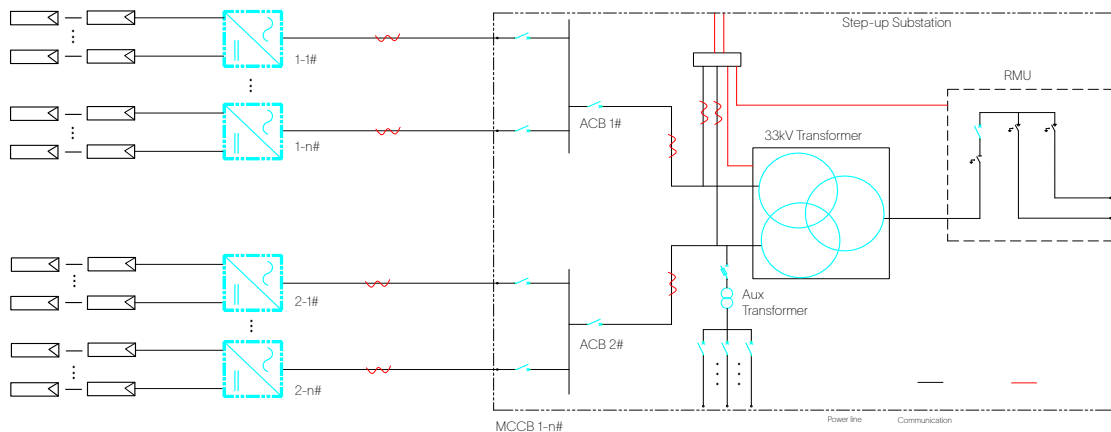 Step-up Substation
1-1#
RMU
ACB 1#
33kV Transformer
1-n#
2-1#
Aux
Transformer
ACB 2#
2-n#
MCCB 1-n#
Power line
Communication